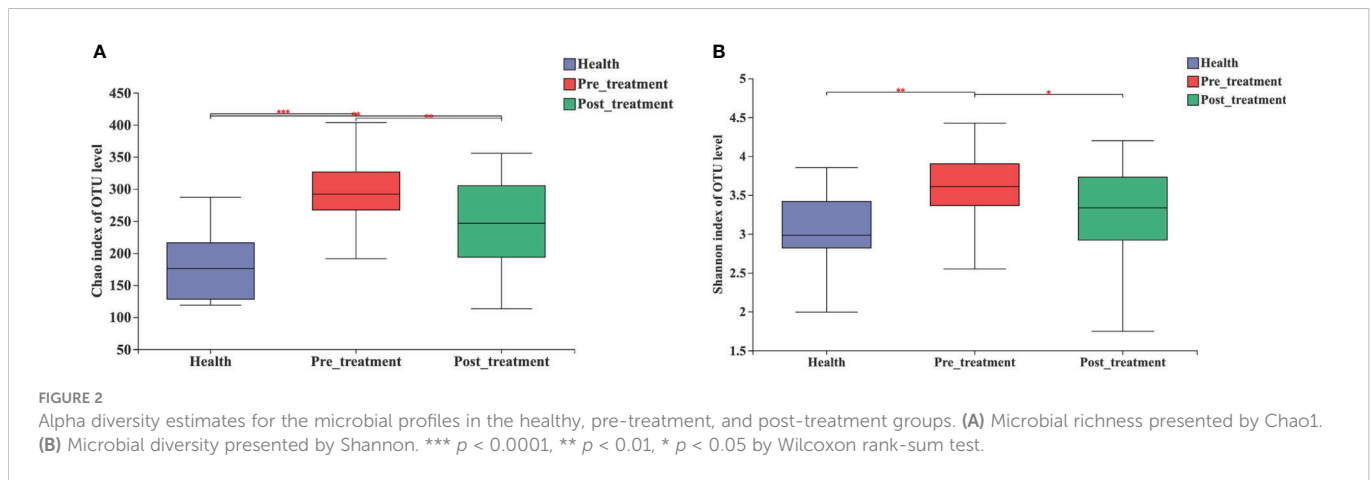 A
Health
Pre_treatment
Post_treatment
450
400
350
300
250
200
150
100
50
Chao index of OTU level
***
**
**
Health Pre_treatment Post_treatment
B
Health
Pre_treatment
Post_treatment
5
4.5
4
3.5
3
2.5
2
1.5
Shannon index of OTU level
**
*
Health Pre_treatment Post_treatment
FIGURE 2
Alpha diversity estimates for the microbial profiles in the healthy, pre-treatment, and post-treatment groups. (A) Microbial richness presented by Chao1.
(B) Microbial diversity presented by Shannon. *** p < 0.0001, ** p < 0.01, * p < 0.05 by Wilcoxon rank-sum test.